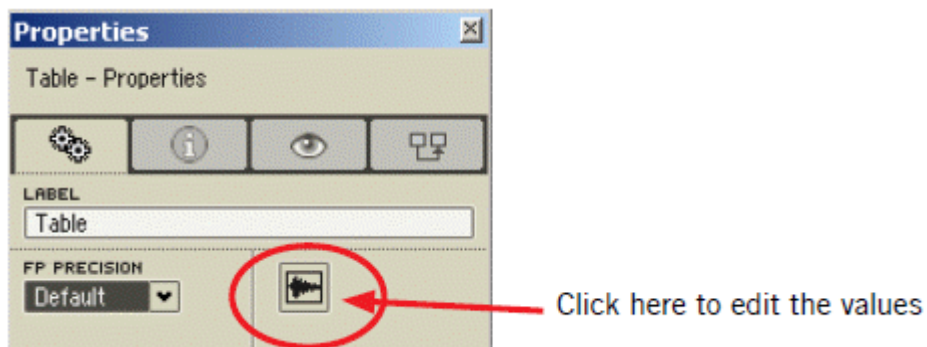 Properties
Table - Properties
LABEL
Table
FP PRECISION
Default
Click here to edit the values